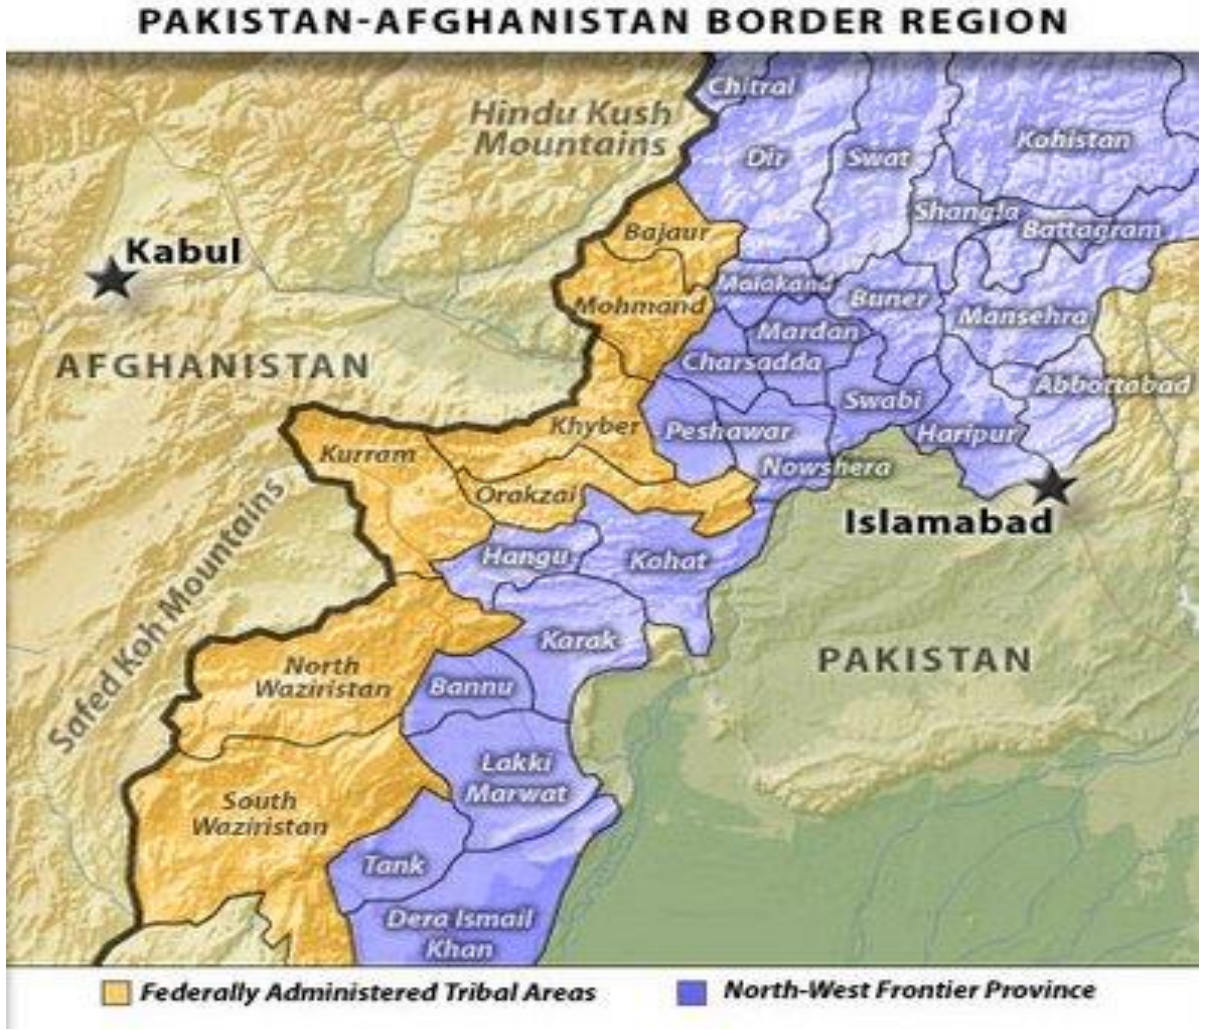 PAKISTAN-AFGHANISTAN BORDER REGION
Chitral
Hindu Kush
Mountains
Kohistan
Dir
Swat
Shangla
Battagram
Bajaur
Kabul
Malakand
Buner
Mohmand
Mansehra
Mardan
AFGHANISTAN
Charsadda
Abbottabad
Swabi
Khyber
Peshawar
Haripur
Kurram
Nowshera
Orakzai
Islamabad
Hangu
Kohat
Safed Koh Mountains
Karak
PAKISTAN
North
Waziristan
Bannu
Lakki
Marwat
South
Waziristan
Tank
Dera Ismail
Khan
Federally Administered Tribal Areas
North-West Frontier Province